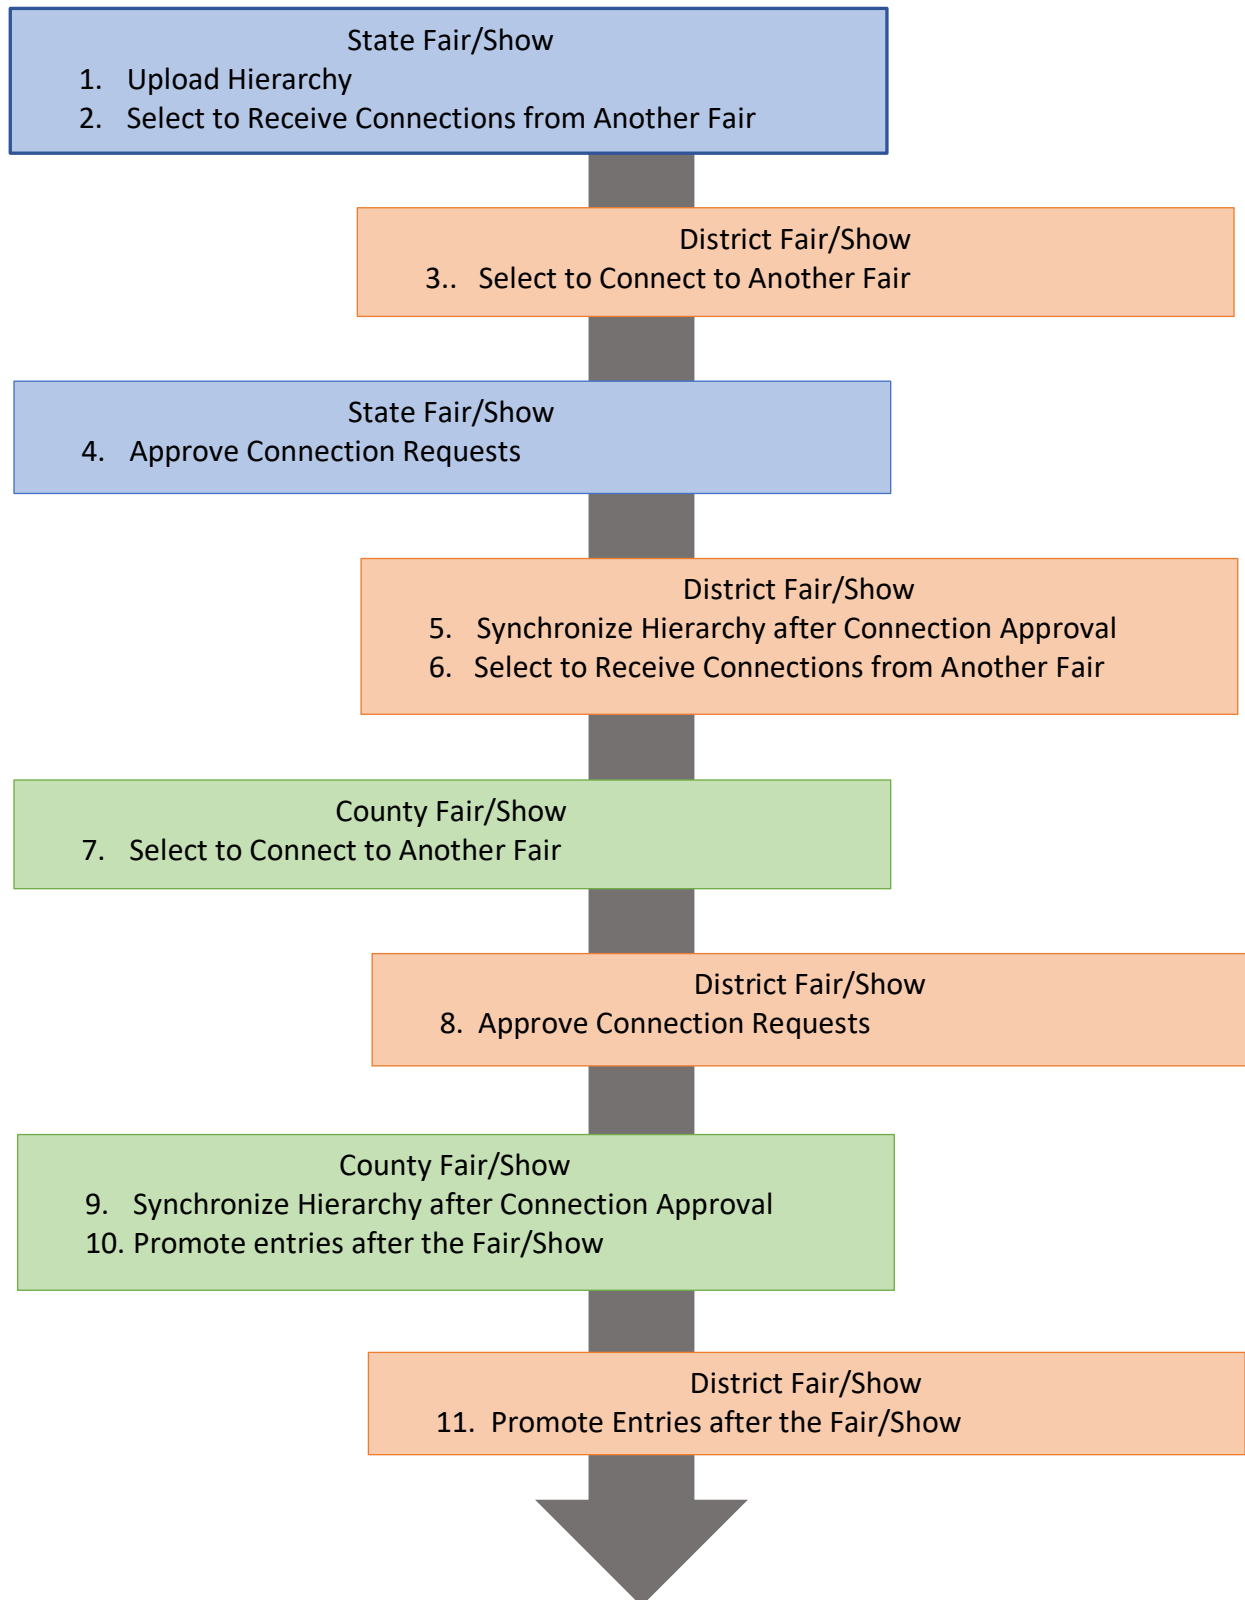 State Fair/Show
1. Upload Hierarchy
2. Select to Receive Connections from Another Fair
District Fair/Show
3.. Select to Connect to Another Fair
State Fair/Show
4. Approve Connection Requests
District Fair/Show
5. Synchronize Hierarchy after Connection Approval
6. Select to Receive Connections from Another Fair
County Fair/Show
7. Select to Connect to Another Fair
District Fair/Show
8. Approve Connection Requests
County Fair/Show
9. Synchronize Hierarchy after Connection Approval
10. Promote entries after the Fair/Show
District Fair/Show
11. Promote Entries after the Fair/Show